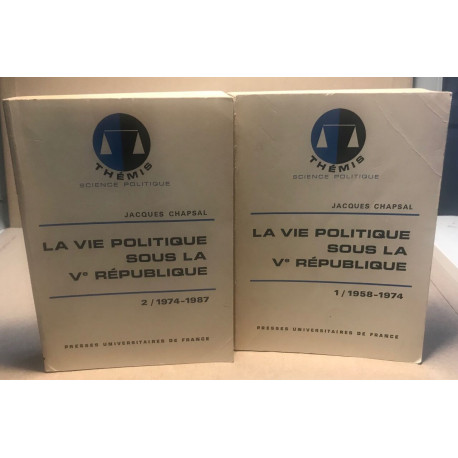 THÉMIS
SCIENCE POLITIQUE
JACQUES CHAPSAL
LA VIE POLITIQUE
SOUS LA
Ve RÉPUBLIQUE
2 / 1974-1987
PRESSES UNIVERSITAIRES DE FRANCE
THÉMIS
SCIENCE POLITIQUE
JACQUES CHAPSAL
LA VIE POLITIQUE
SOUS LA
Ve RÉPUBLIQUE
1 / 1958-1974
PRESSES UNIVERSITAIRES DE FRANCE